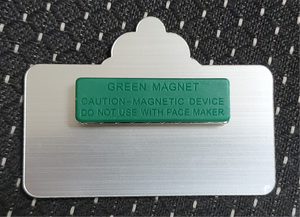 GREEN MAGNET
CAUTION-MAGNETIC DEVICE
DO NOT USE WITH PACE MAKER